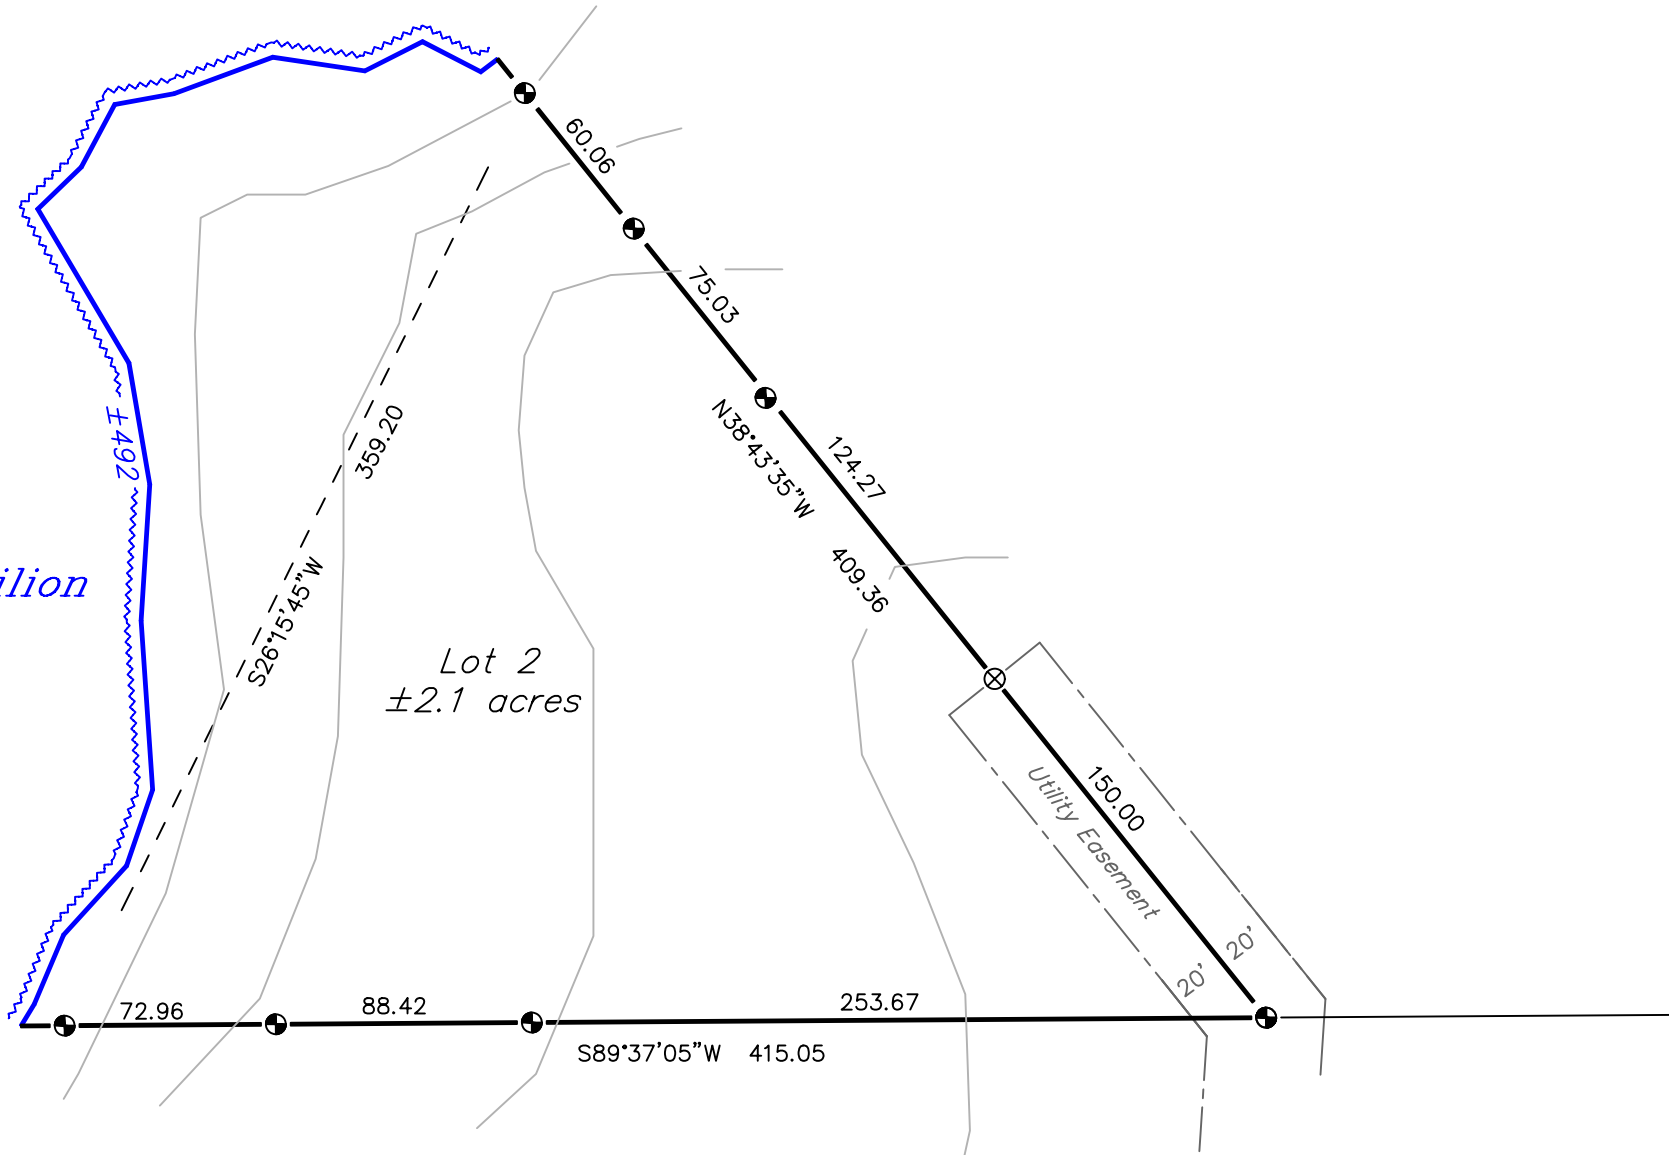 60.06
75.03
N38°43'35"W 409.36
124.27
359.20
±492
S26°15'45"W
ilion
Lot 2
±2.1 acres
150.00
Utility Easement
20'
20'
72.96
88.42
253.67
S89°37'05"W 415.05